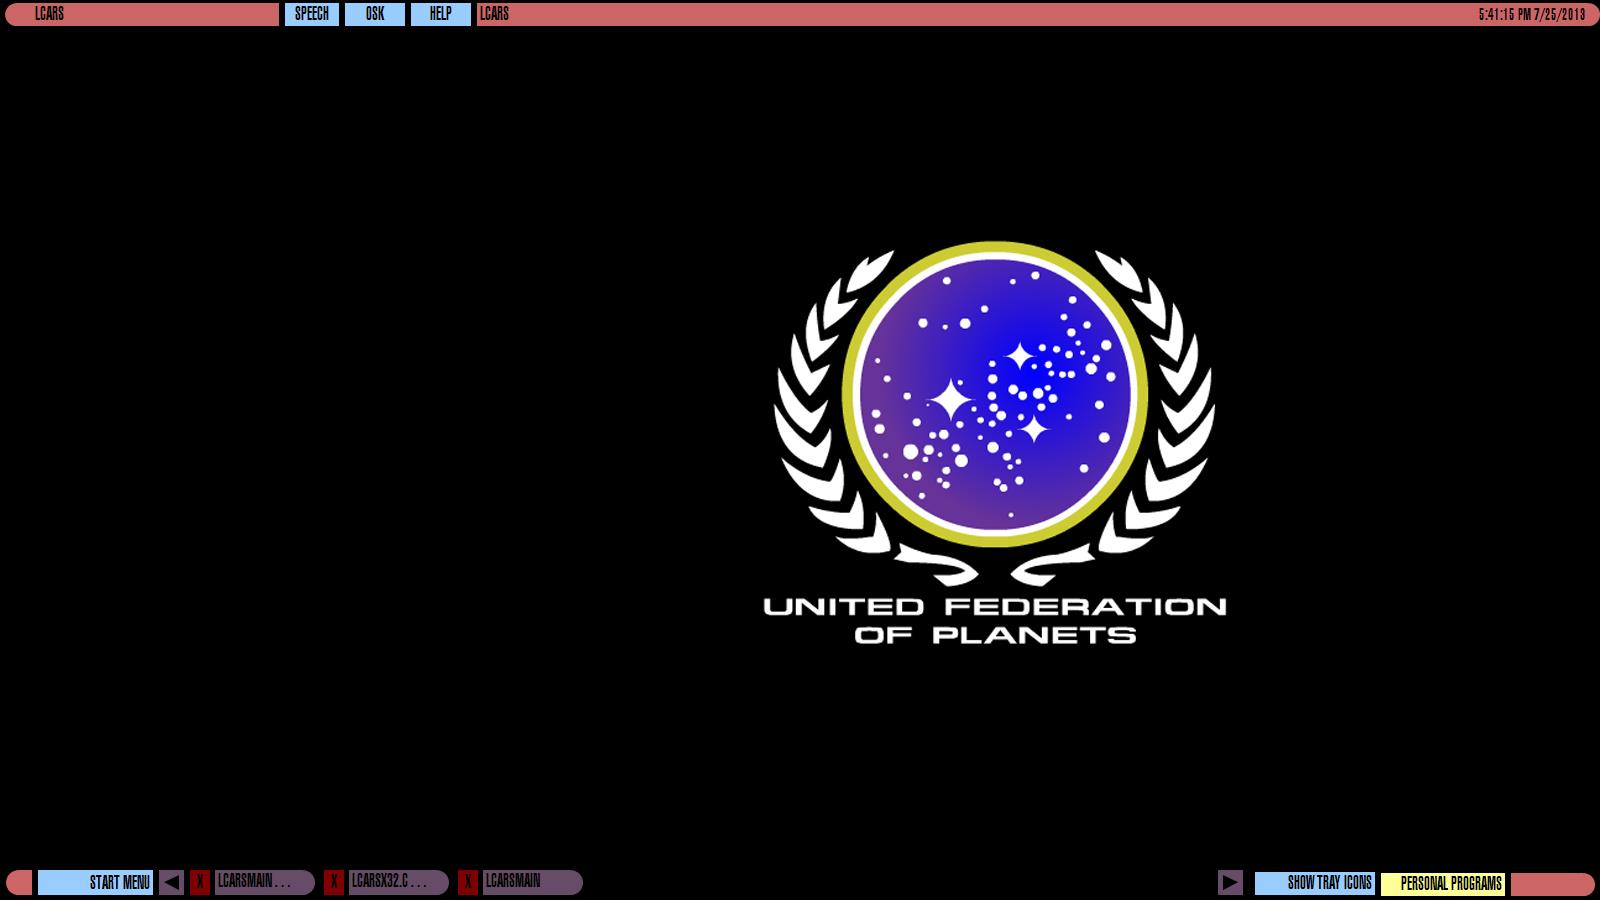 LCARS SPEECH OSK HELP LCARS 5:41:15 PM 7/25/2013
UNITED FEDERATION
OF PLANETS
START MENU X LCARSMAIN... X LCARSX32.C... X LCARSMAIN SHOW TRAY ICONS PERSONAL PROGRAMS